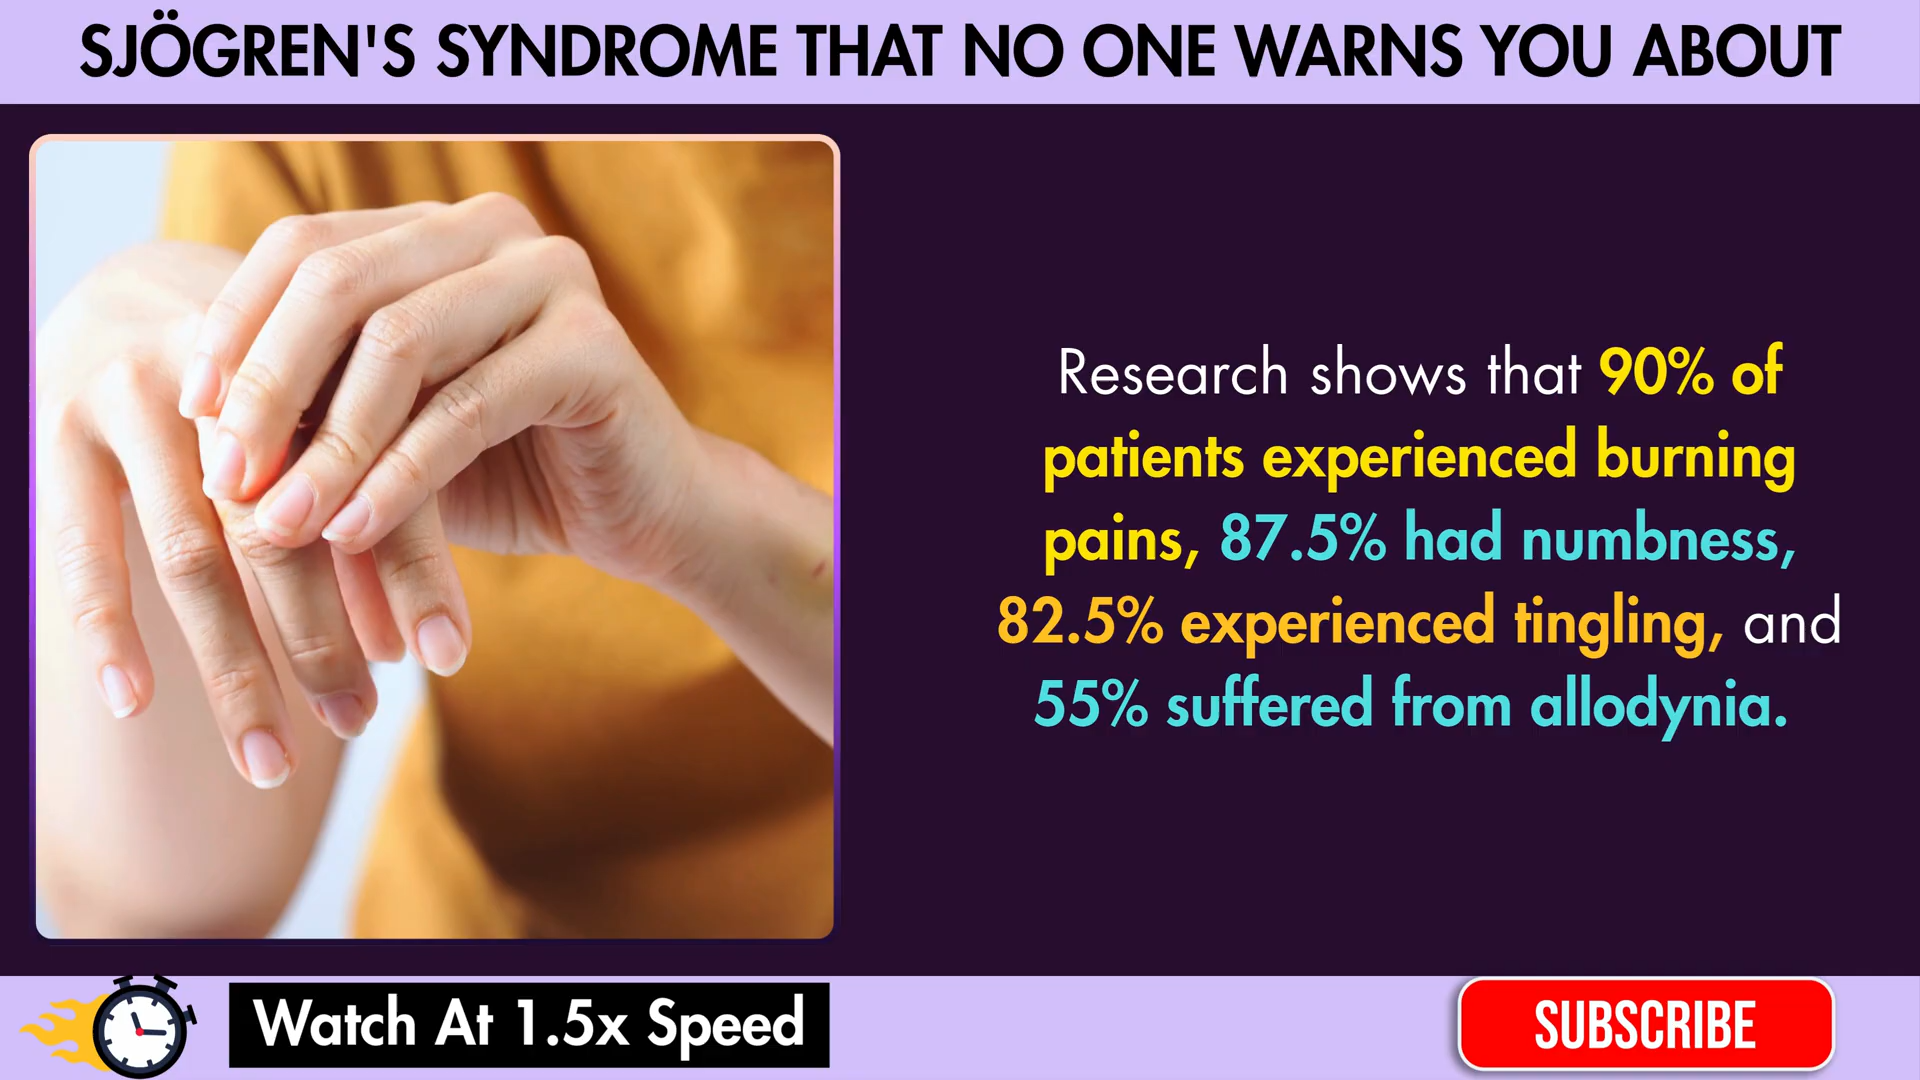 SJÖGREN'S SYNDROME THAT NO ONE WARNS YOU ABOUT
Research shows that 90% of
patients experienced burning
pains, 87.5% had numbness,
82.5% experienced tingling, and
55% suffered from allodynia.
Watch At 1.5x Speed
SUBSCRIBE